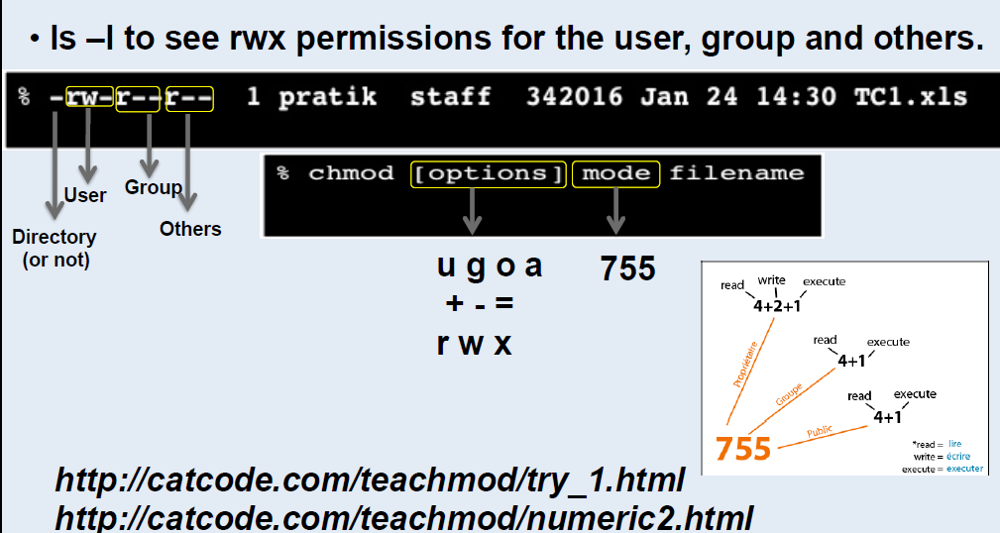 • ls –l to see rwx permissions for the user, group and others.
% -rw-r--r-- 1 pratik staff 342016 Jan 24 14:30 TC1.xls
User
Group
Others
Directory
(or not)
% chmod [options] mode filename
u g o a
+ - =
r w x
755
read write execute
4+2+1
Propriétaire
read execute
4+1
Groupe
read execute
4+1
Public
755
*read = lire
write = écrire
execute = executer
http://catcode.com/teachmod/try_1.html
http://catcode.com/teachmod/numeric2.html